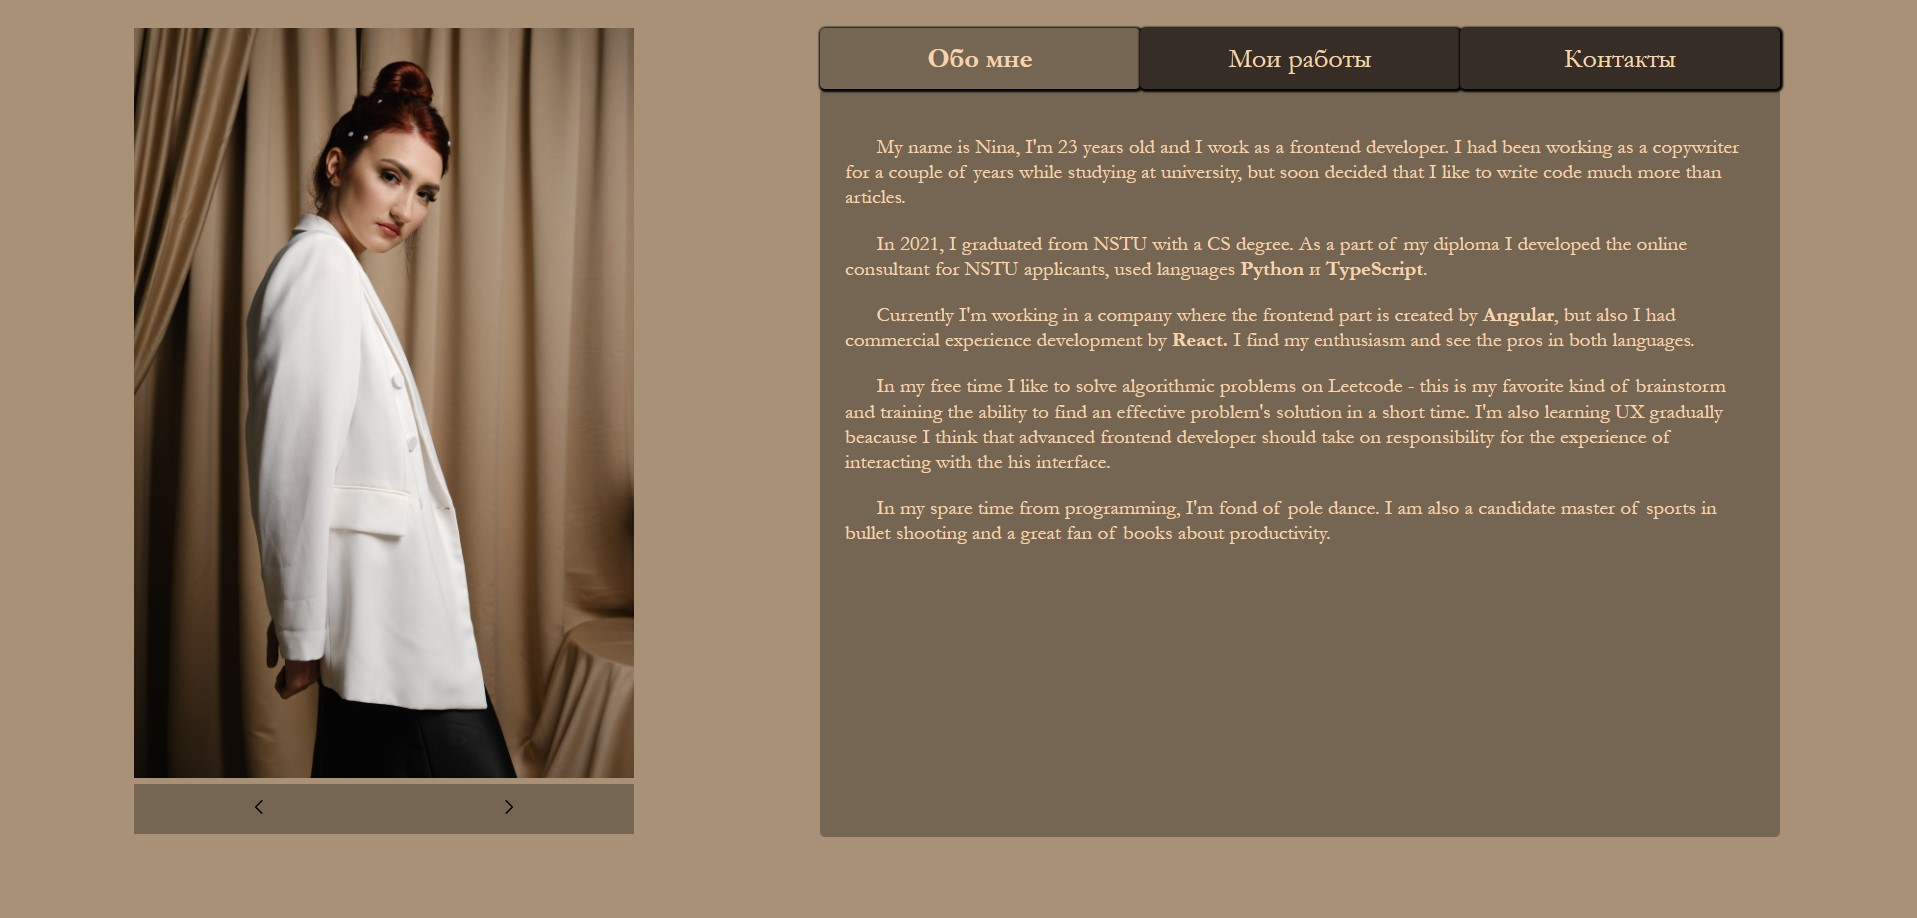 Обо мне
Мои работы
Контакты
My name is Nina, I'm 23 years old and I work as a frontend developer. I had been working as a copywriter
for a couple of years while studying at university, but soon decided that I like to write code much more than
articles.
In 2021, I graduated from NSTU with a CS degree. As a part of my diploma I developed the online
consultant for NSTU applicants, used languages Python и TypeScript.
Currently I'm working in a company where the frontend part is created by Angular, but also I had
commercial experience development by React. I find my enthusiasm and see the pros in both languages.
In my free time I like to solve algorithmic problems on Leetcode - this is my favorite kind of brainstorm
and training the ability to find an effective problem's solution in a short time. I'm also learning UX gradually
beacause I think that advanced frontend developer should take on responsibility for the experience of
interacting with the his interface.
In my spare time from programming, I'm fond of pole dance. I am also a candidate master of sports in
bullet shooting and a great fan of books about productivity.